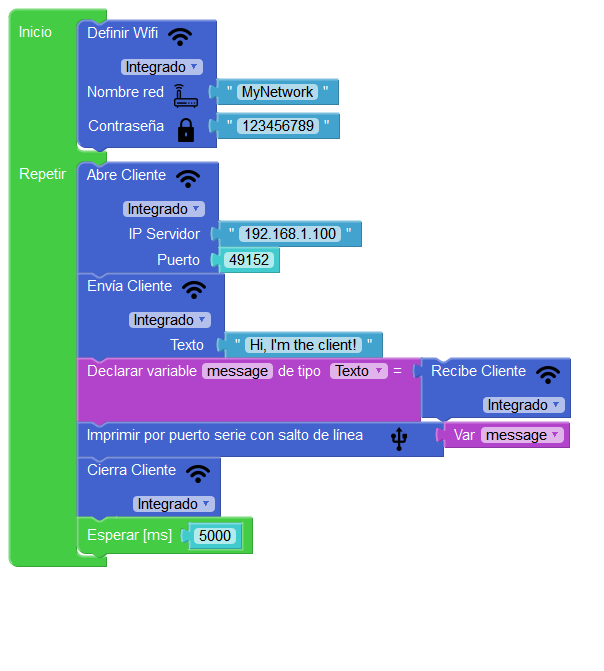 Inicio
Definir Wifi
Integrado
Nombre red " MyNetwork "
Contraseña " 123456789 "
Repetir
Abre Cliente
Integrado
IP Servidor " 192.168.1.100 "
Puerto 49152
Envía Cliente
Integrado
Texto " Hi, I'm the client! "
Declarar variable message de tipo Texto = Recibe Cliente
Integrado
Imprimir por puerto serie con salto de línea Var message
Cierra Cliente
Integrado
Esperar [ms] 5000